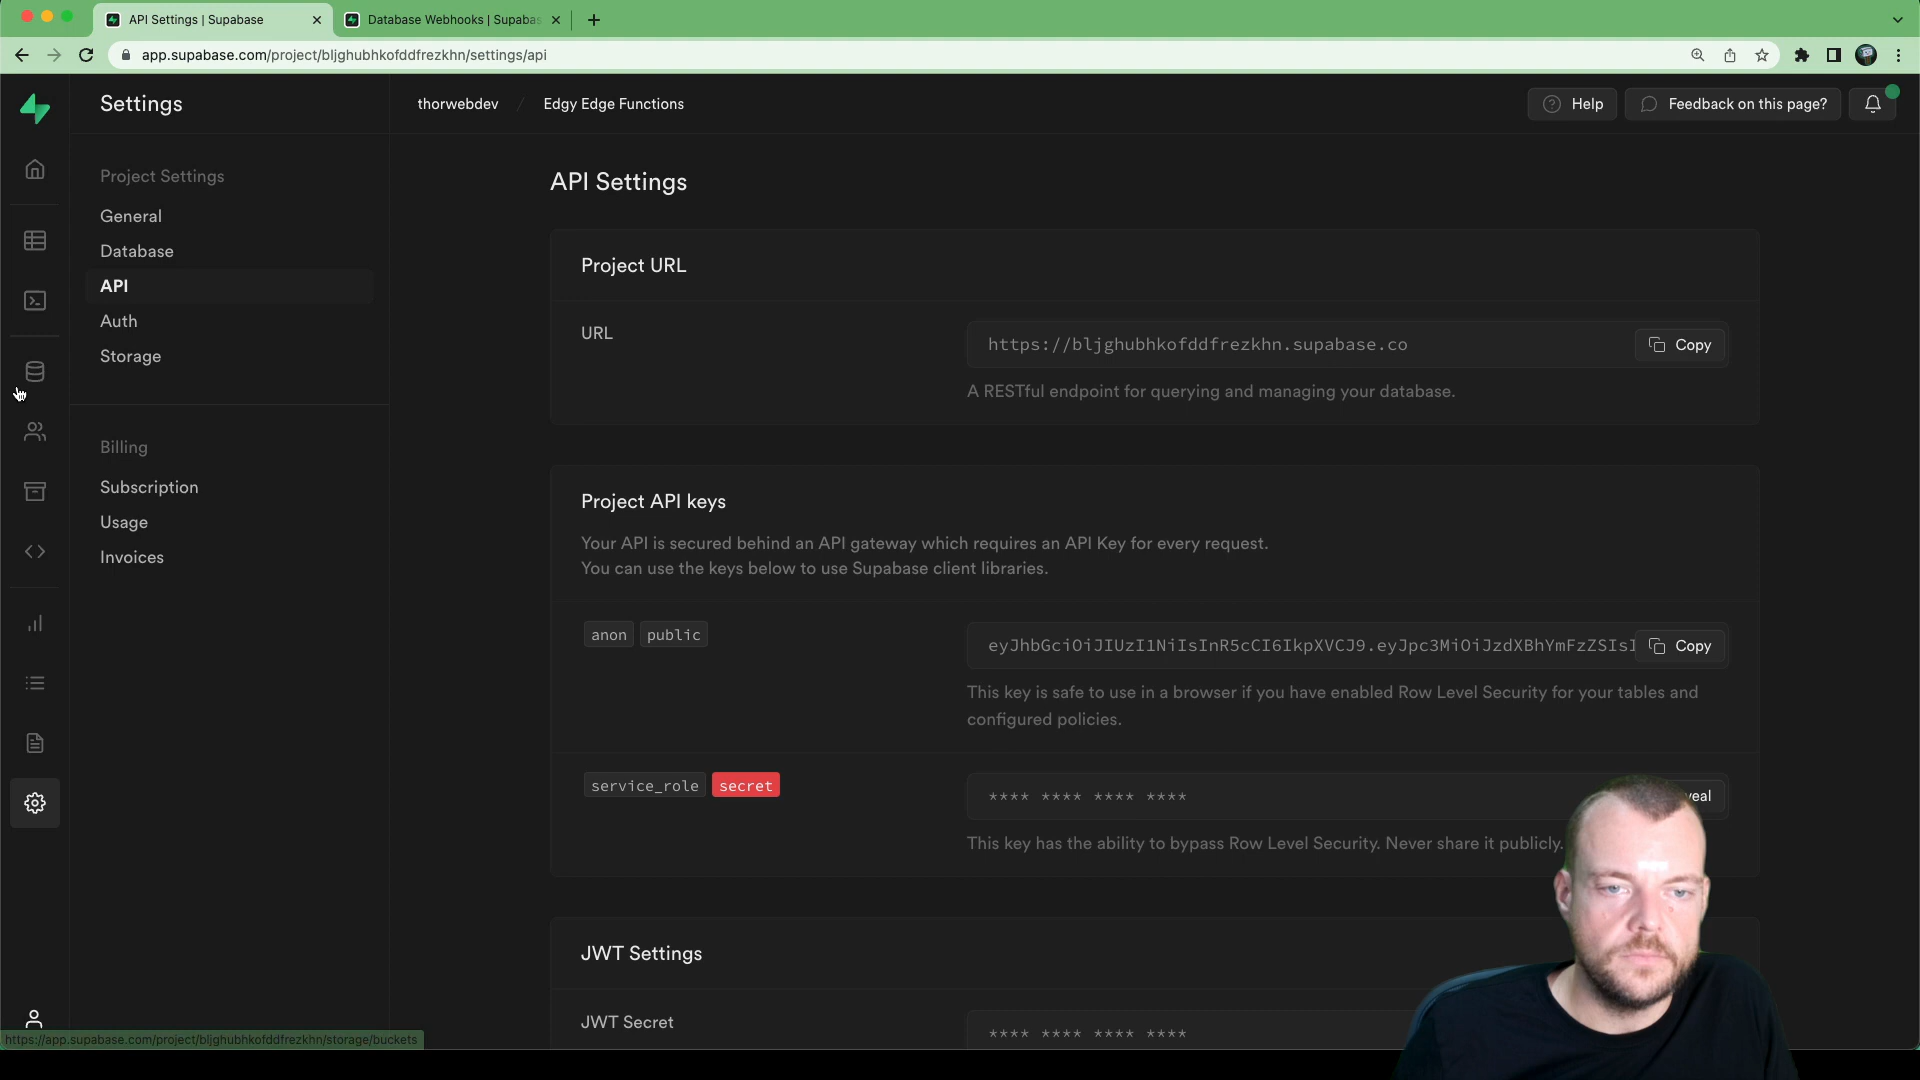 API Settings | Supabase
Database Webhooks | Supabas
app.supabase.com/project/bljghubhkofddfrezkhn/settings/api
Settings
thorwebdev / Edgy Edge Functions
Help
Feedback on this page?
Project Settings
General
Database
API
Auth
Storage
Billing
Subscription
Usage
Invoices
API Settings
Project URL
URL
https://bljghubhkofddfrezkhn.supabase.co
Copy
A RESTful endpoint for querying and managing your database.
Project API keys
Your API is secured behind an API gateway which requires an API Key for every request.
You can use the keys below to use Supabase client libraries.
anon public
eyJhbGciOiJIUzI1NiIsInR5cCI6IkpXVCJ9.eyJpc3MiOiJzdXBhYmFzZSIsI
Copy
This key is safe to use in a browser if you have enabled Row Level Security for your tables and
configured policies.
service_role secret
**** **** **** ****
veal
This key has the ability to bypass Row Level Security. Never share it publicly.
JWT Settings
JWT Secret
**** **** **** ****
https://app.supabase.com/project/bljghubhkofddfrezkhn/storage/buckets